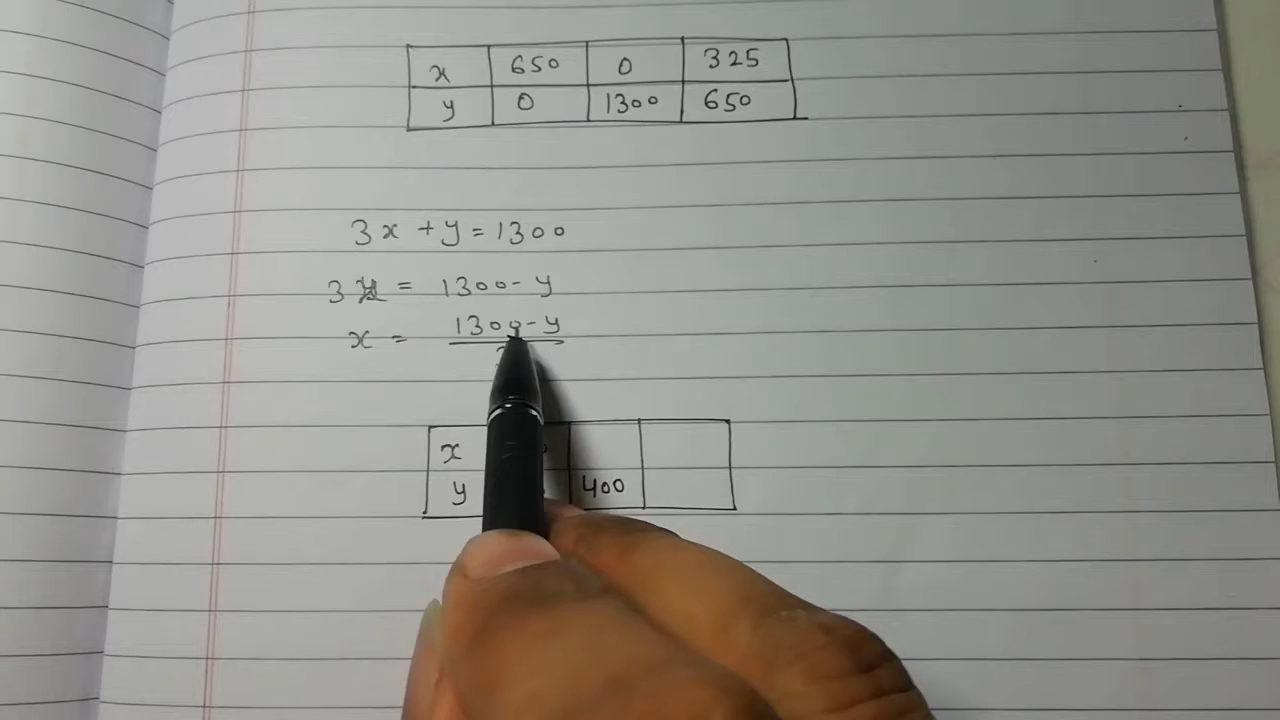 x 650 0 325
y 0 1300 650
3x + y = 1300
3x = 1300 - y
x = 1300 - y
x
y 400